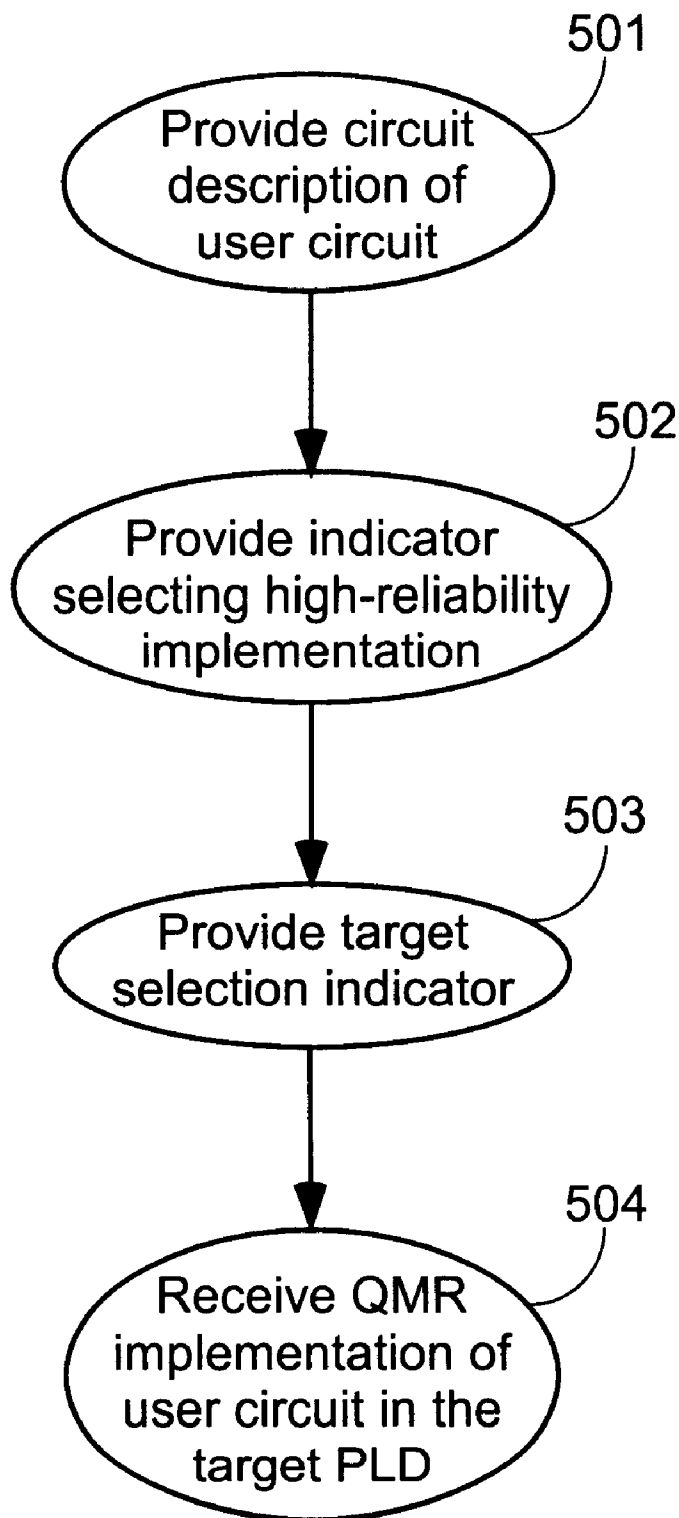 501
Provide circuit
description of
user circuit
502
Provide indicator
selecting high-reliability
implementation
503
Provide target
selection indicator
504
Receive QMR
implementation of
user circuit in the
target PLD